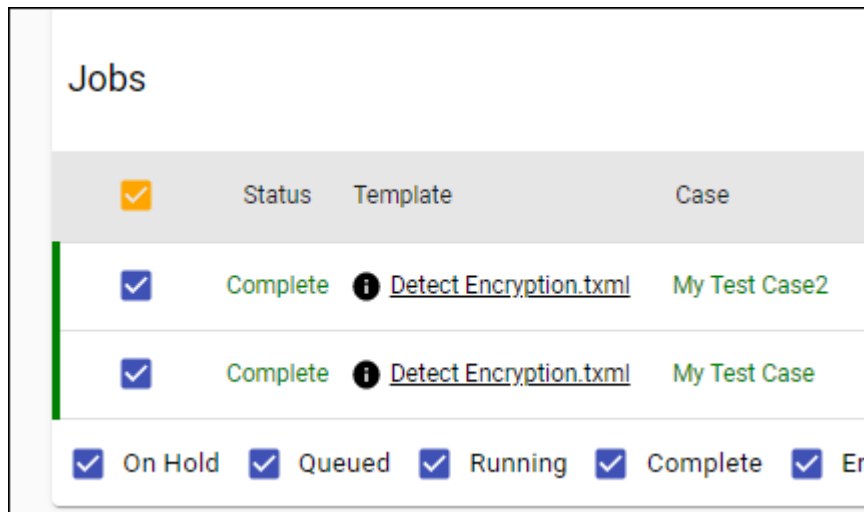 Jobs
Status Template Case
Complete Detect Encryption.txml My Test Case2
Complete Detect Encryption.txml My Test Case
On Hold Queued Running Complete